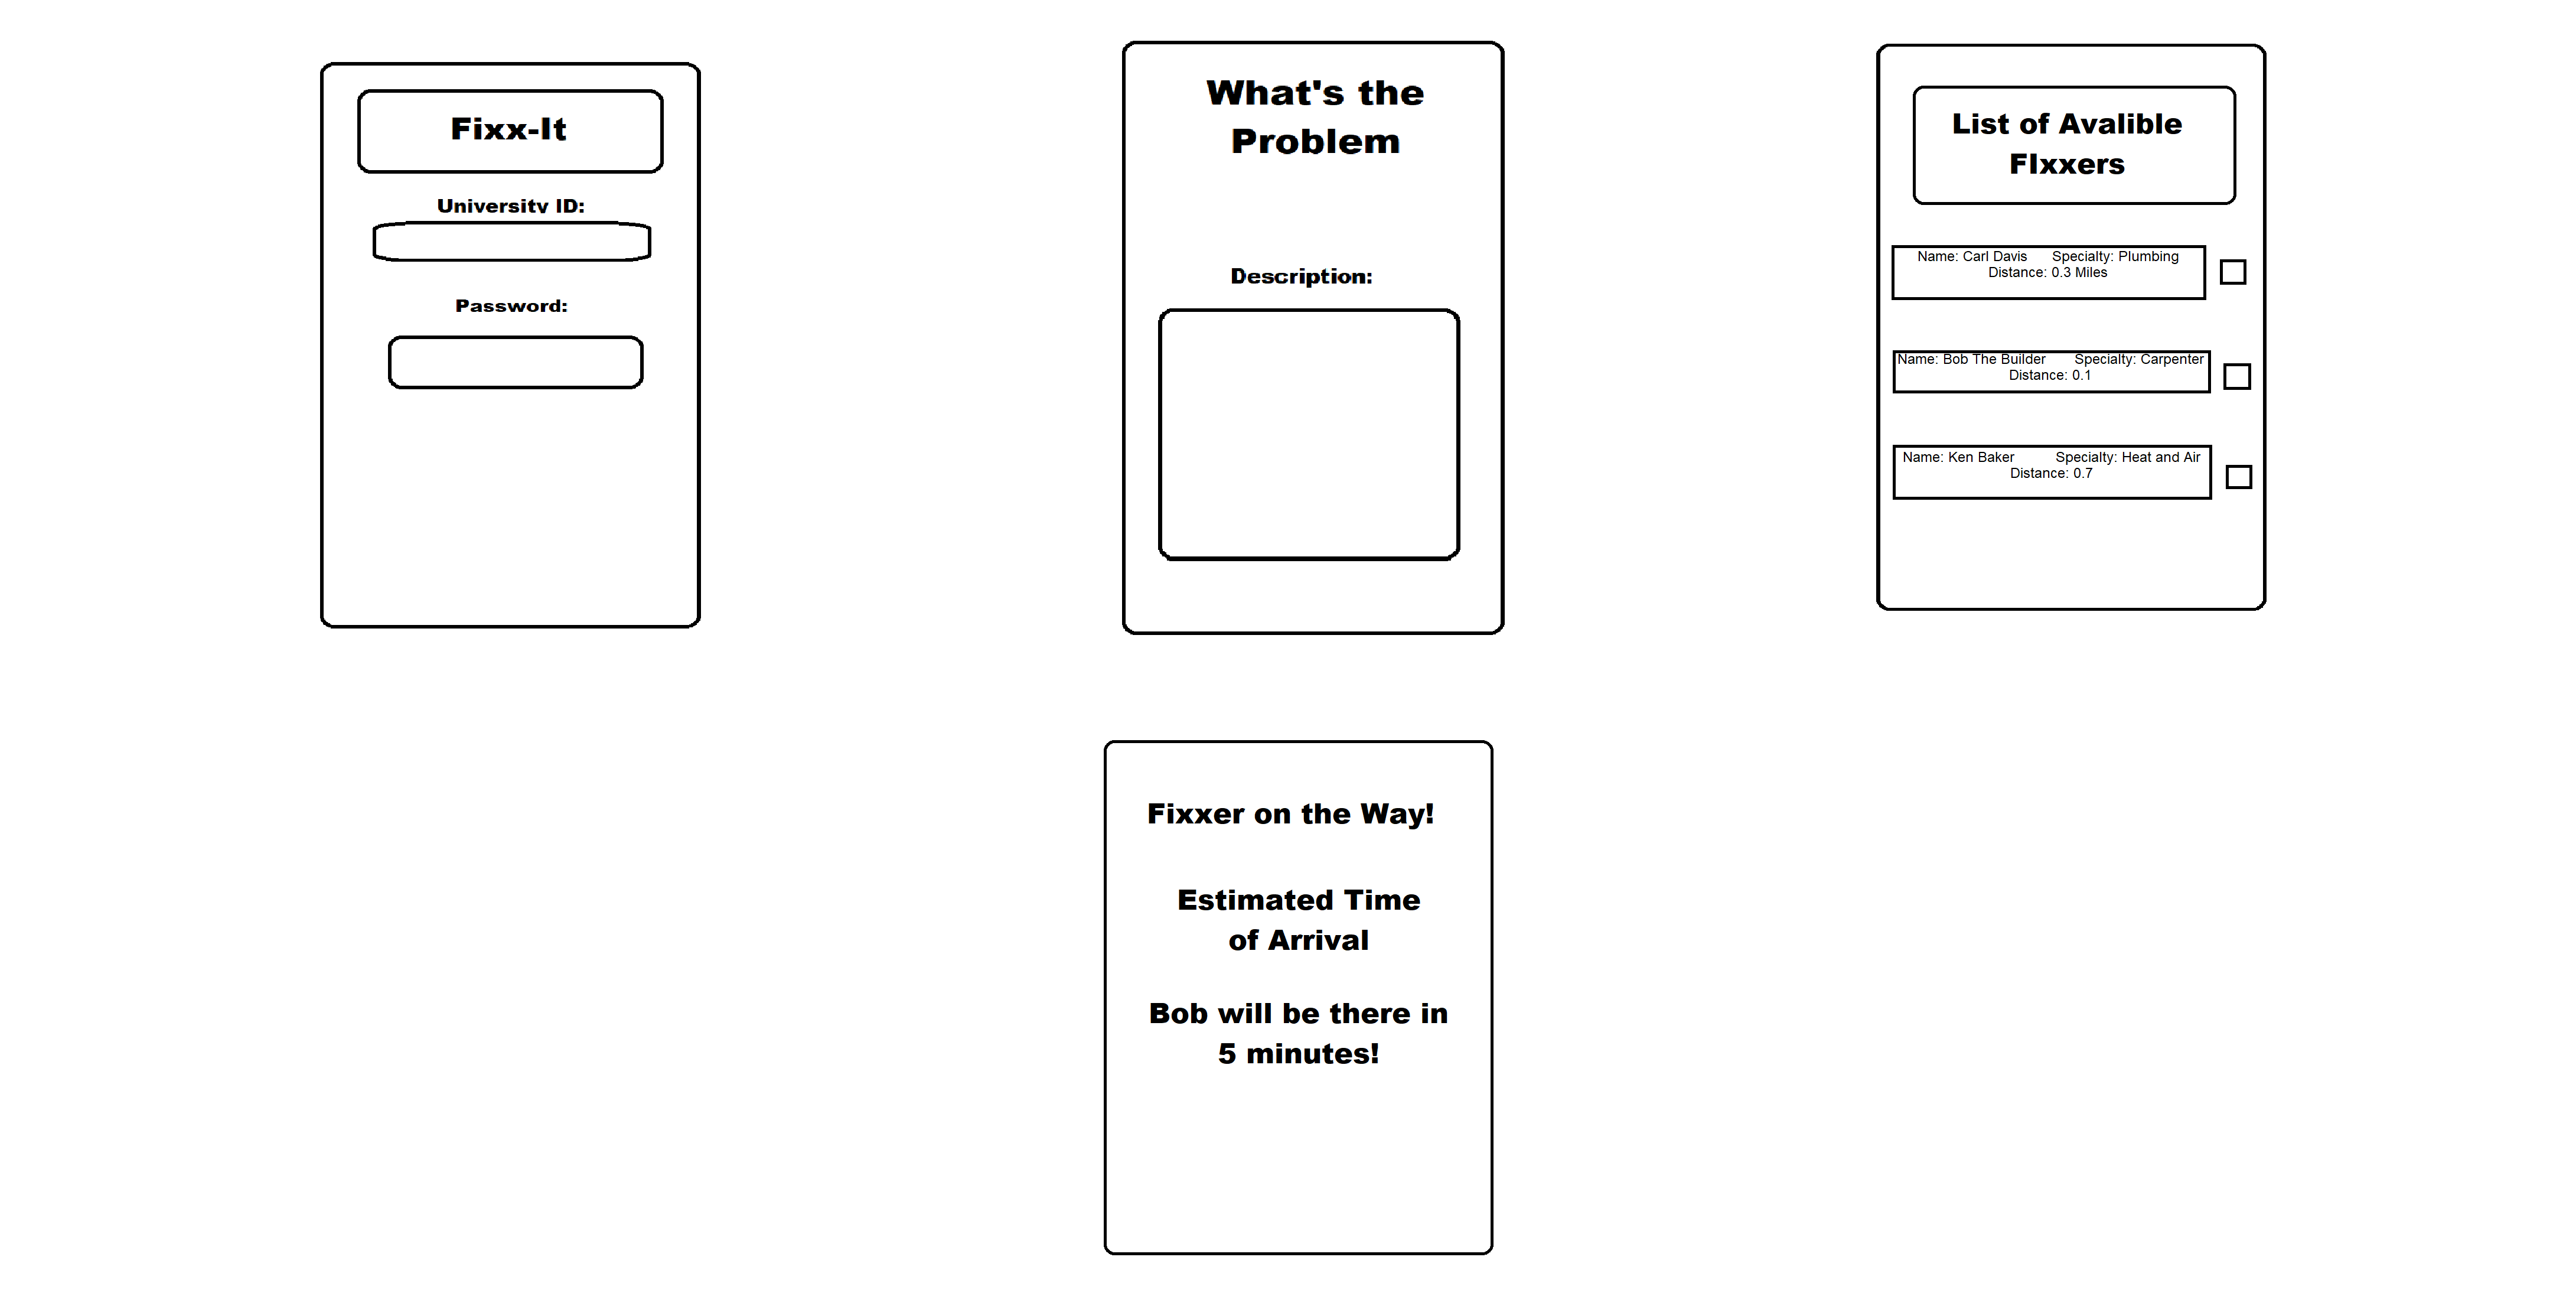 Fixx-It
University ID:
Password:
What's the
Problem
Description:
List of Avalible
FIxxers
Name: Carl Davis Specialty: Plumbing
Distance: 0.3 Miles
Name: Bob The Builder Specialty: Carpenter
Distance: 0.1
Name: Ken Baker Specialty: Heat and Air
Distance: 0.7
Fixxer on the Way!
Estimated Time
of Arrival
Bob will be there in
5 minutes!